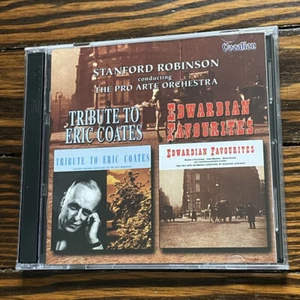 Vocalion
STANFORD ROBINSON
conducting
THE PRO ARTE ORCHESTRA
TRIBUTE TO
ERIC COATES
EDWARDIAN
FAVOURITES
TRIBUTE TO ERIC COATES
EDWARDIAN FAVOURITES